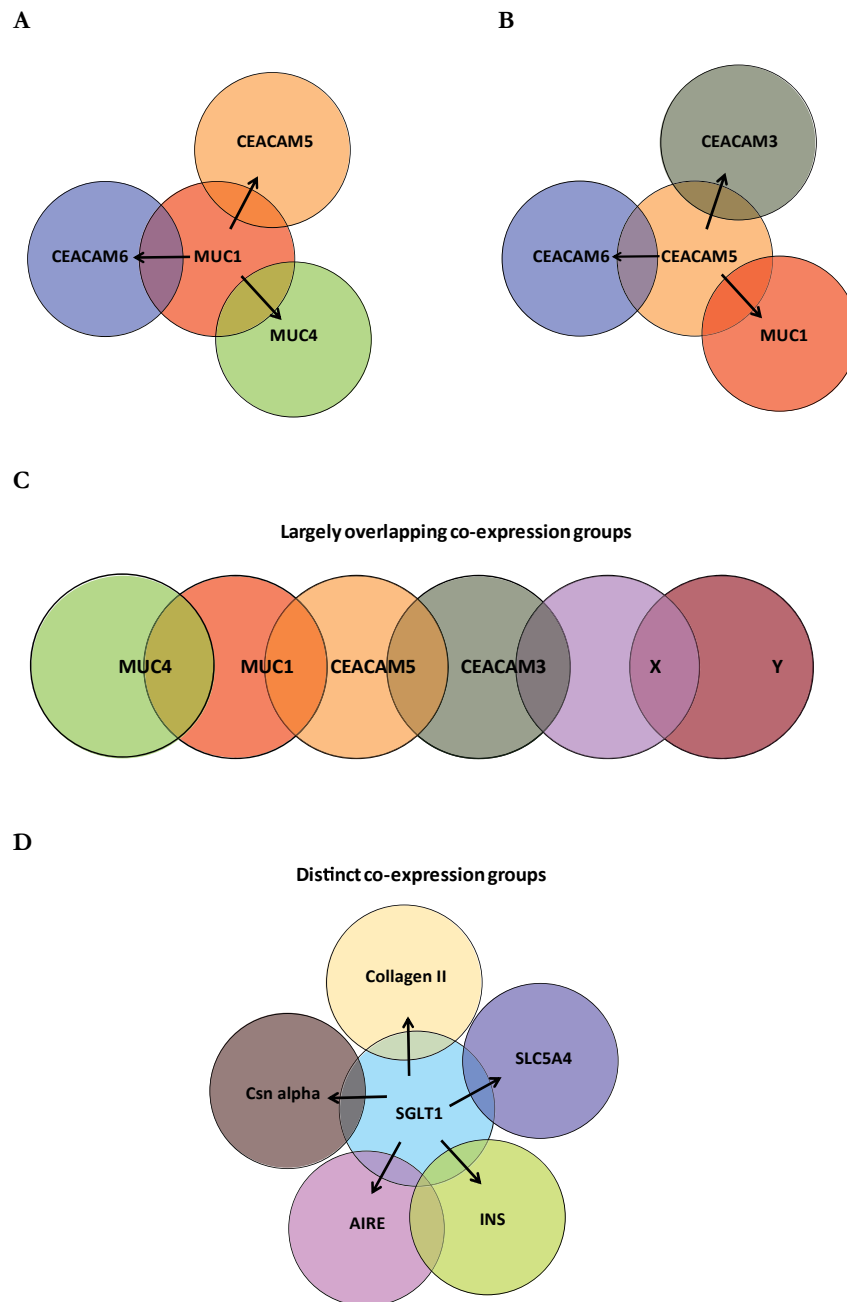 A
B
CEACAM5
CEACAM6
MUC1
MUC4
CEACAM3
CEACAM6
CEACAM5
MUC1
C
Largely overlapping co-expression groups
MUC4 MUC1 CEACAM5 CEACAM3 X Y
D
Distinct co-expression groups
Collagen II
SLC5A4
Csn alpha
SGLT1
AIRE
INS